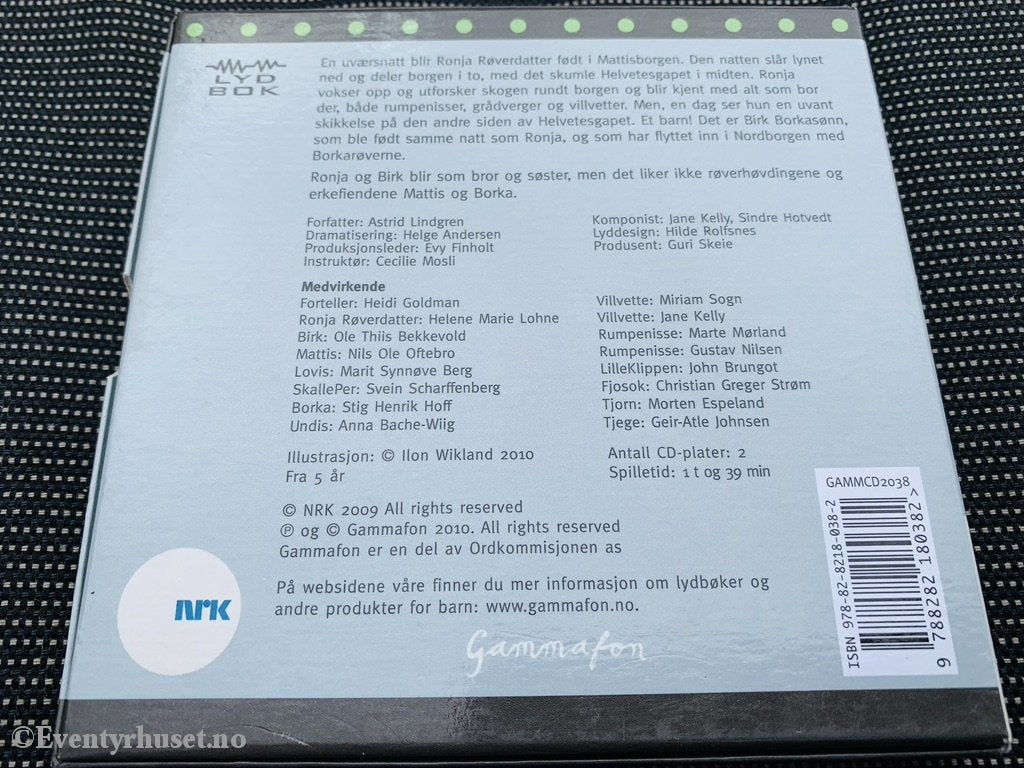 LYD
BOK
En uværsnatt blir Ronja Røverdatter født i Mattisborgen. Den natten slår lynet
ned og deler borgen i to, med det skumle Helvetesgapet i midten. Ronja
vokser opp og utforsker skogen rundt borgen og blir kjent med alt som bor
der, både rumpenisser, grådverger og villvetter. Men, en dag ser hun en uvant
skikkelse på den andre siden av Helvetesgapet. Et barn! Det er Birk Borkasønn,
som ble født samme natt som Ronja, og som har flyttet inn i Nordborgen med
Borkarøverne.
Ronja og Birk blir som bror og søster, men det liker ikke røverhøvdingene og
erkefiendene Mattis og Borka.
Forfatter: Astrid Lindgren
Dramatisering: Helge Andersen
Produksjonsleder: Evy Finholt
Instruktør: Cecilie Mosli
Komponist: Jane Kelly, Sindre Hotvedt
Lyddesign: Hilde Rolfsnes
Produsent: Guri Skeie
Medvirkende
Forteller: Heidi Goldman
Ronja Røverdatter: Helene Marie Lohne
Birk: Ole Thiis Bekkevold
Mattis: Nils Ole Oftebro
Lovis: Marit Synnøve Berg
SkallePer: Svein Scharffenberg
Borka: Stig Henrik Hoff
Undis: Anna Bache-Wiig
Villvette: Miriam Sogn
Villvette: Jane Kelly
Rumpenisse: Marte Mørland
Rumpenisse: Gustav Nilsen
LilleKlippen: John Brungot
Fjosok: Christian Greger Strøm
Tjorn: Morten Espeland
Tjege: Geir-Atle Johnsen
Illustrasjon: © Ilon Wikland 2010
Fra 5 år
Antall CD-plater: 2
Spilletid: 1 t og 39 min
© NRK 2009 All rights reserved
℗ og © Gammafon 2010. All rights reserved
Gammafon er en del av Ordkommisjonen as
På websidene våre finner du mer informasjon om lydbøker og
andre produkter for barn: www.gammafon.no.
NRK
Gammafon
GAMMCD2038
ISBN 978-82-8218-038-2
9 788282 180382 >
©Eventyrhuset.no